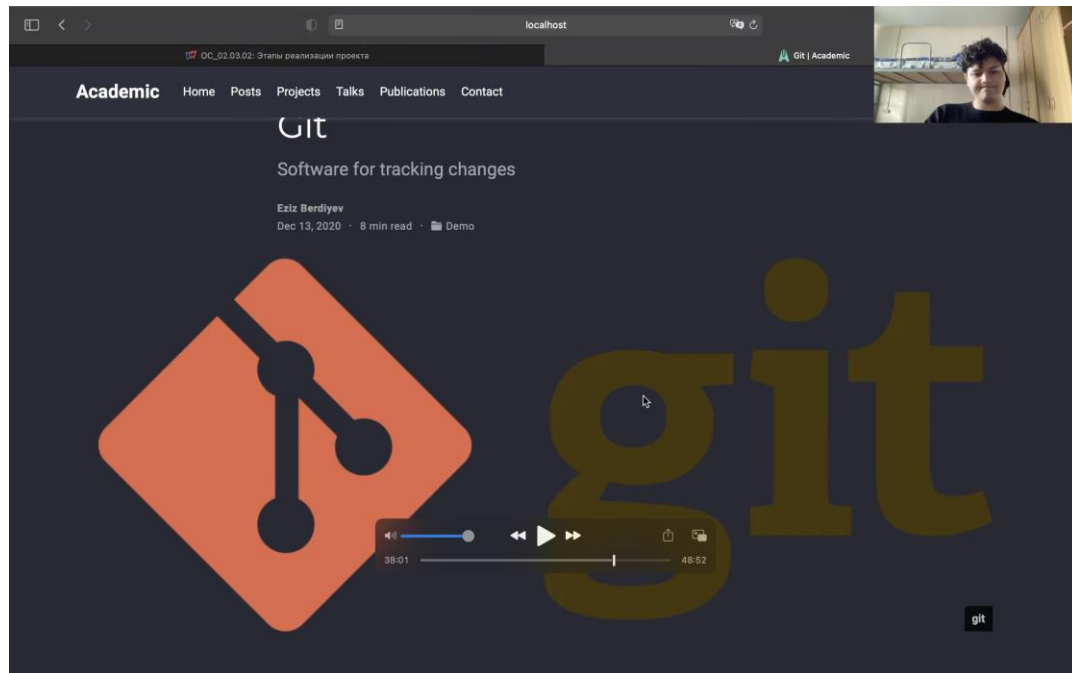 localhost
OC_02.03.02: Этапы реализации проекта
Git | Academic
Academic Home Posts Projects Talks Publications Contact
Git
Software for tracking changes
Eziz Berdiyev
Dec 13, 2020 · 8 min read · Demo
git
38:01 48:52
git